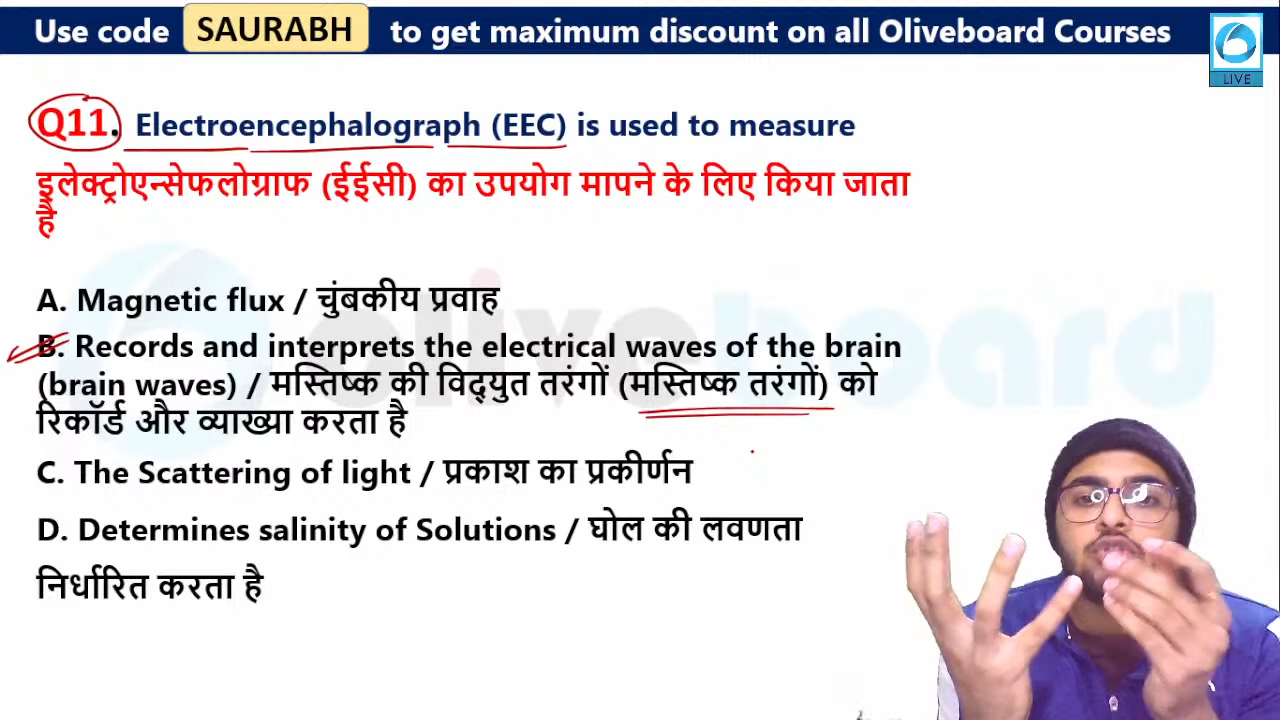 Use code SAURABH to get maximum discount on all Oliveboard Courses
LIVE
Q11. Electroencephalograph (EEC) is used to measure
इलेक्ट्रोएन्सेफलोग्राफ (ईईसी) का उपयोग मापने के लिए किया जाता
है
A. Magnetic flux / चुंबकीय प्रवाह
B. Records and interprets the electrical waves of the brain
(brain waves) / मस्तिष्क की विद्युत तरंगों (मस्तिष्क तरंगों) को
रिकॉर्ड और व्याख्या करता है
C. The Scattering of light / प्रकाश का प्रकीर्णन
D. Determines salinity of Solutions / घोल की लवणता
निर्धारित करता है
oliveboard